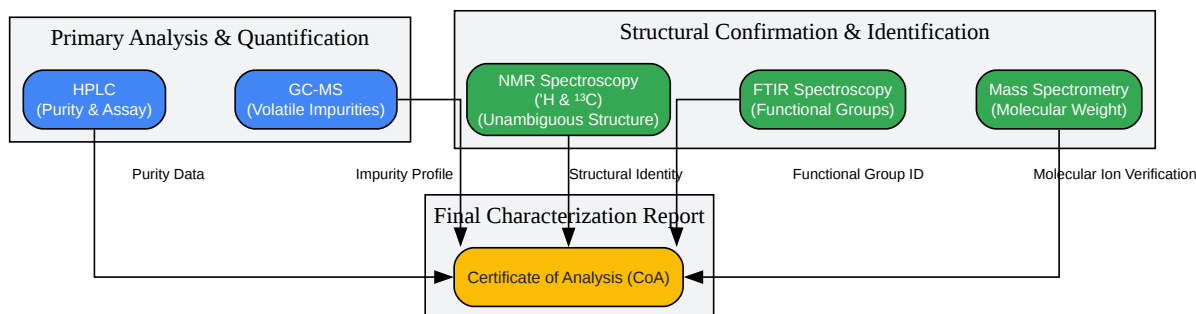 Primary Analysis & Quantification
HPLC
(Purity & Assay)
GC-MS
(Volatile Impurities)
Structural Confirmation & Identification
NMR Spectroscopy
('H & ¹³C)
(Unambiguous Structure)
FTIR Spectroscopy
(Functional Groups)
Mass Spectrometry
(Molecular Weight)
Purity Data
Impurity Profile
Structural Identity
Functional Group ID
Molecular Ion Verification
Final Characterization Report
Certificate of Analysis (CoA)